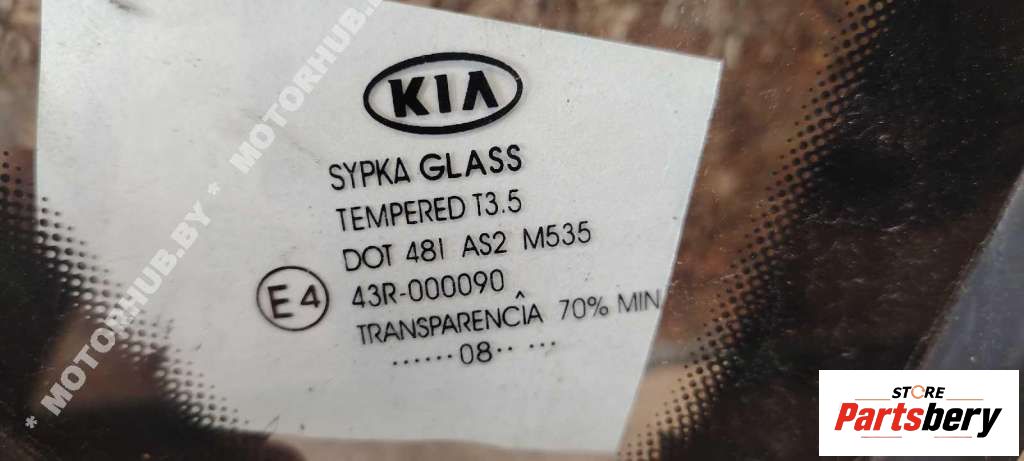 KIA
SYPKA GLASS
TEMPERED T3.5
DOT 48I AS2 M535
E4
43R-000090
TRANSPARENCÎA 70% MIN
······08·· ···
* MOTORHUB.BY * MOTORHUB.BY
STORE
Partsbery